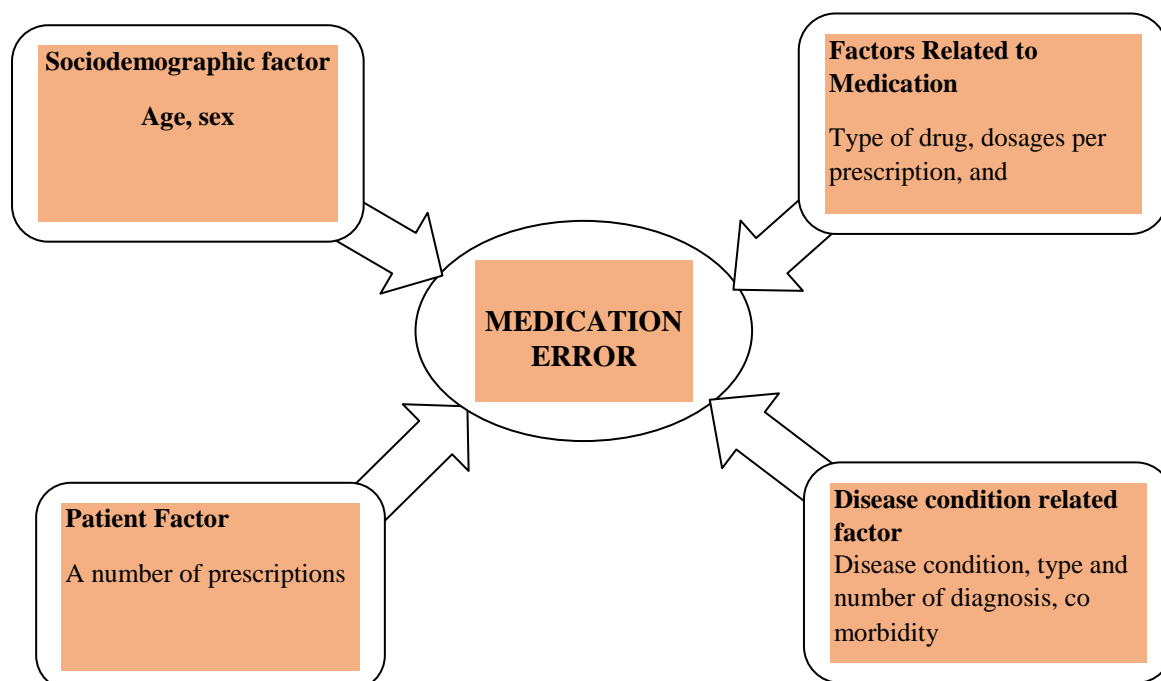 Sociodemographic factor
Age, sex
Factors Related to
Medication
Type of drug, dosages per
prescription, and
MEDICATION
ERROR
Patient Factor
A number of prescriptions
Disease condition related
factor
Disease condition, type and
number of diagnosis, co
morbidity